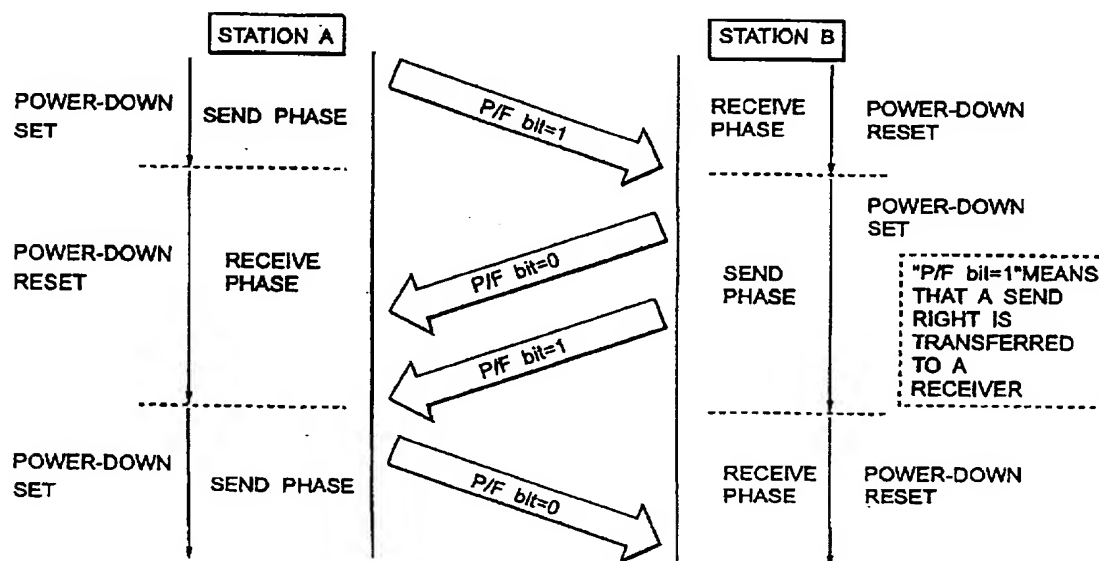 STATION A
STATION B
POWER-DOWN
SET
SEND PHASE
P/F bit=1
RECEIVE
PHASE
POWER-DOWN
RESET
POWER-DOWN
RESET
RECEIVE
PHASE
P/F bit=0
P/F bit=1
SEND
PHASE
POWER-DOWN
SET
"P/F bit=1"MEANS
THAT A SEND
RIGHT IS
TRANSFERRED
TO A
RECEIVER
POWER-DOWN
SET
SEND PHASE
P/F bit=0
RECEIVE
PHASE
POWER-DOWN
RESET